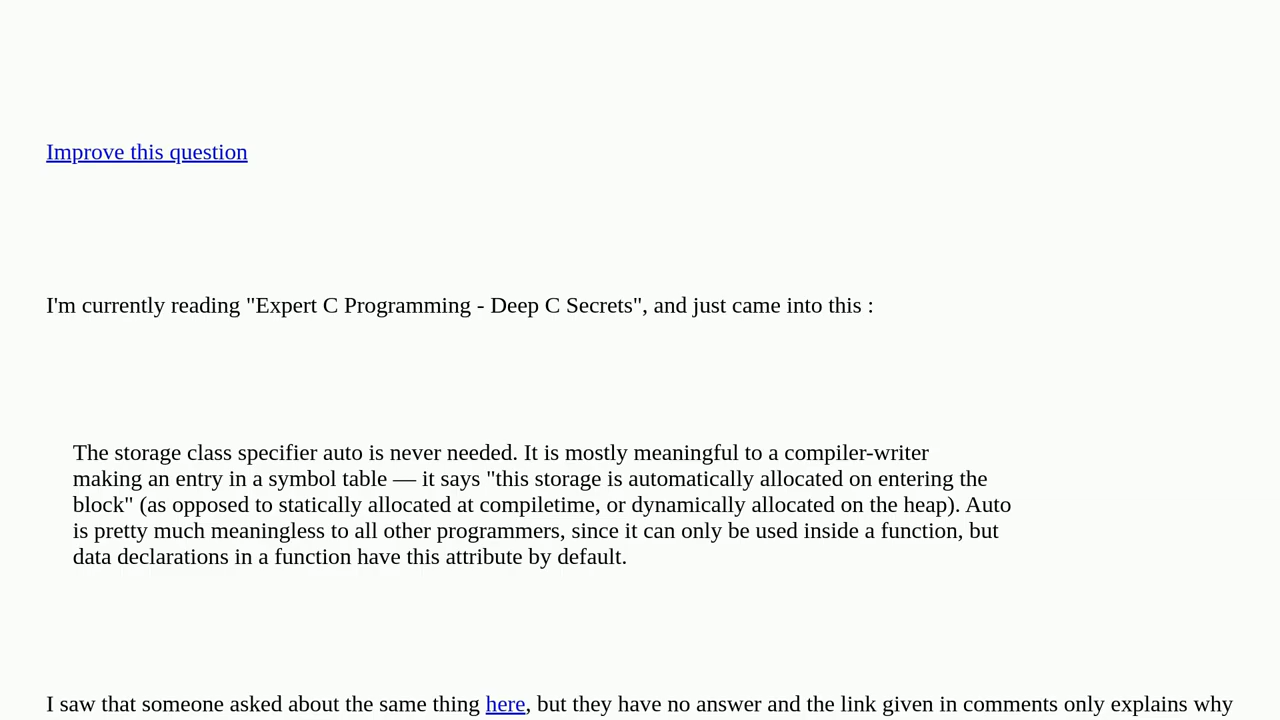 Improve this question
I'm currently reading "Expert C Programming - Deep C Secrets", and just came into this :
The storage class specifier auto is never needed. It is mostly meaningful to a compiler-writer
making an entry in a symbol table — it says "this storage is automatically allocated on entering the
block" (as opposed to statically allocated at compiletime, or dynamically allocated on the heap). Auto
is pretty much meaningless to all other programmers, since it can only be used inside a function, but
data declarations in a function have this attribute by default.
I saw that someone asked about the same thing here, but they have no answer and the link given in comments only explains why